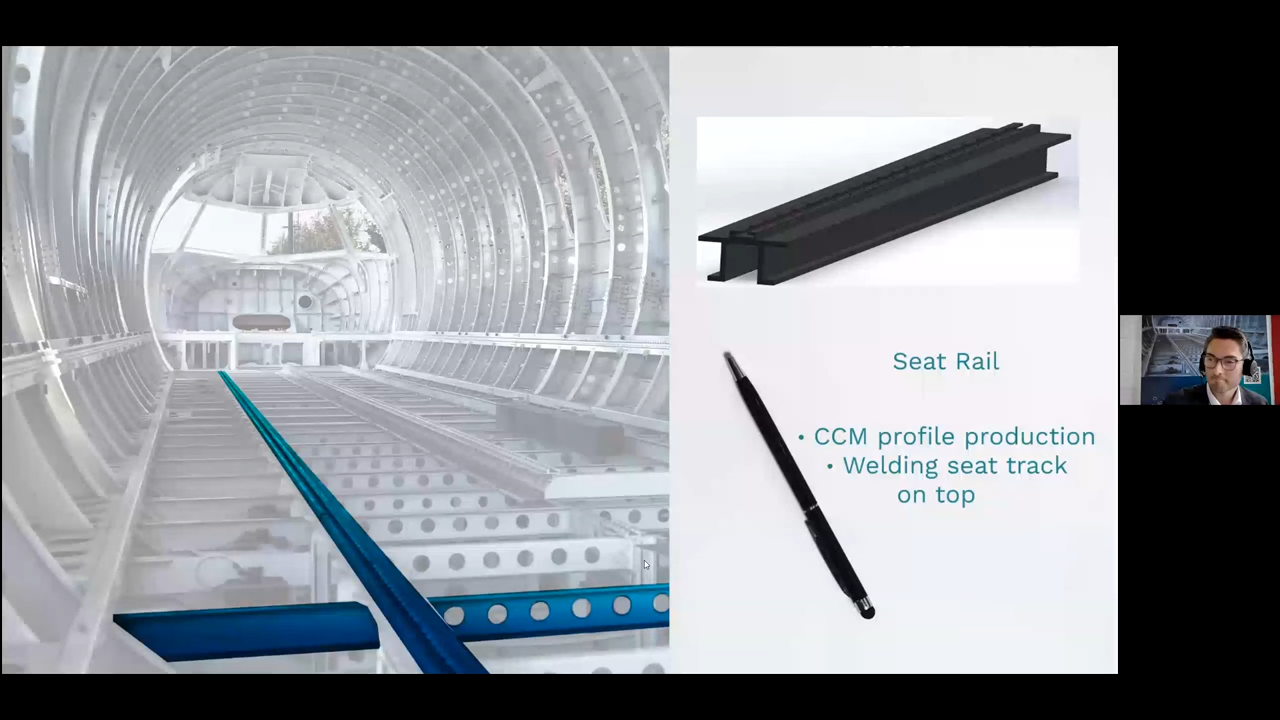 Seat Rail
• CCM profile production
• Welding seat track
on top